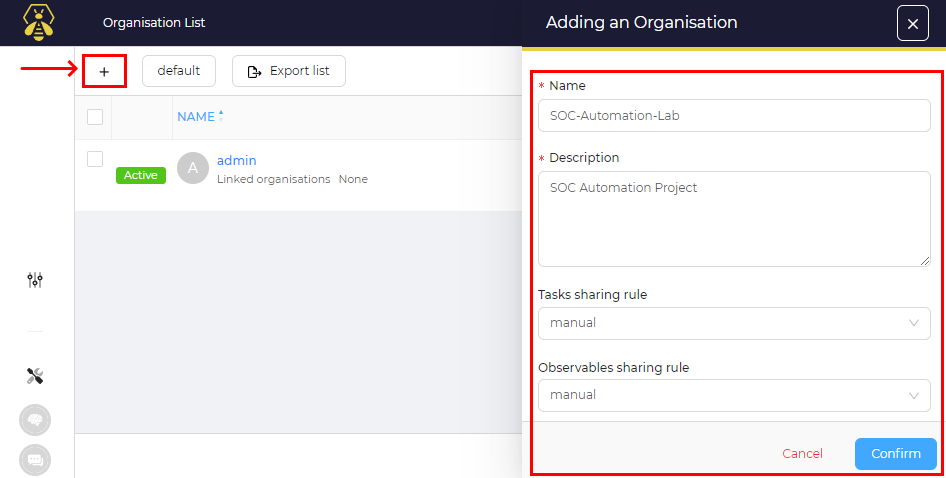 Organisation List
default
Export list
NAME
Active
A
admin
Linked organisations None
Adding an Organisation
* Name
SOC-Automation-Lab
* Description
SOC Automation Project
Tasks sharing rule
manual
Observables sharing rule
manual
Cancel
Confirm